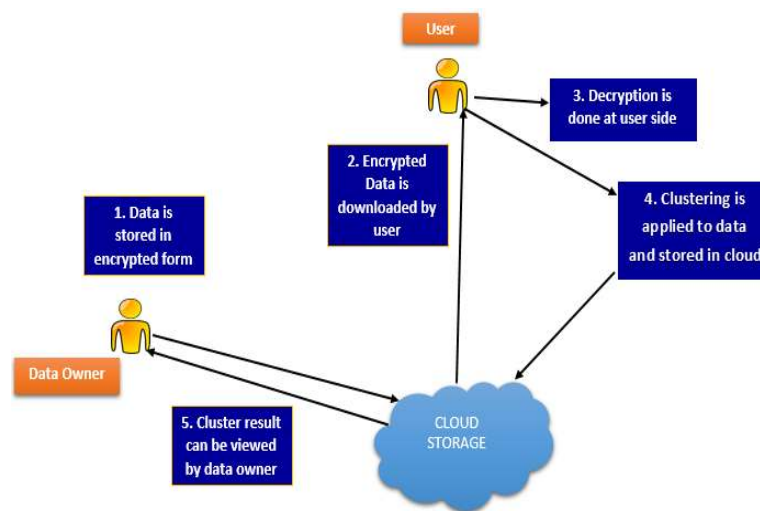 User
3. Decryption is
done at user side
2. Encrypted
Data is
downloaded by
user
4. Clustering is
applied to data
and stored in cloud
1. Data is
stored in
encrypted form
Data Owner
5. Cluster result
can be viewed
by data owner
CLOUD
STORAGE